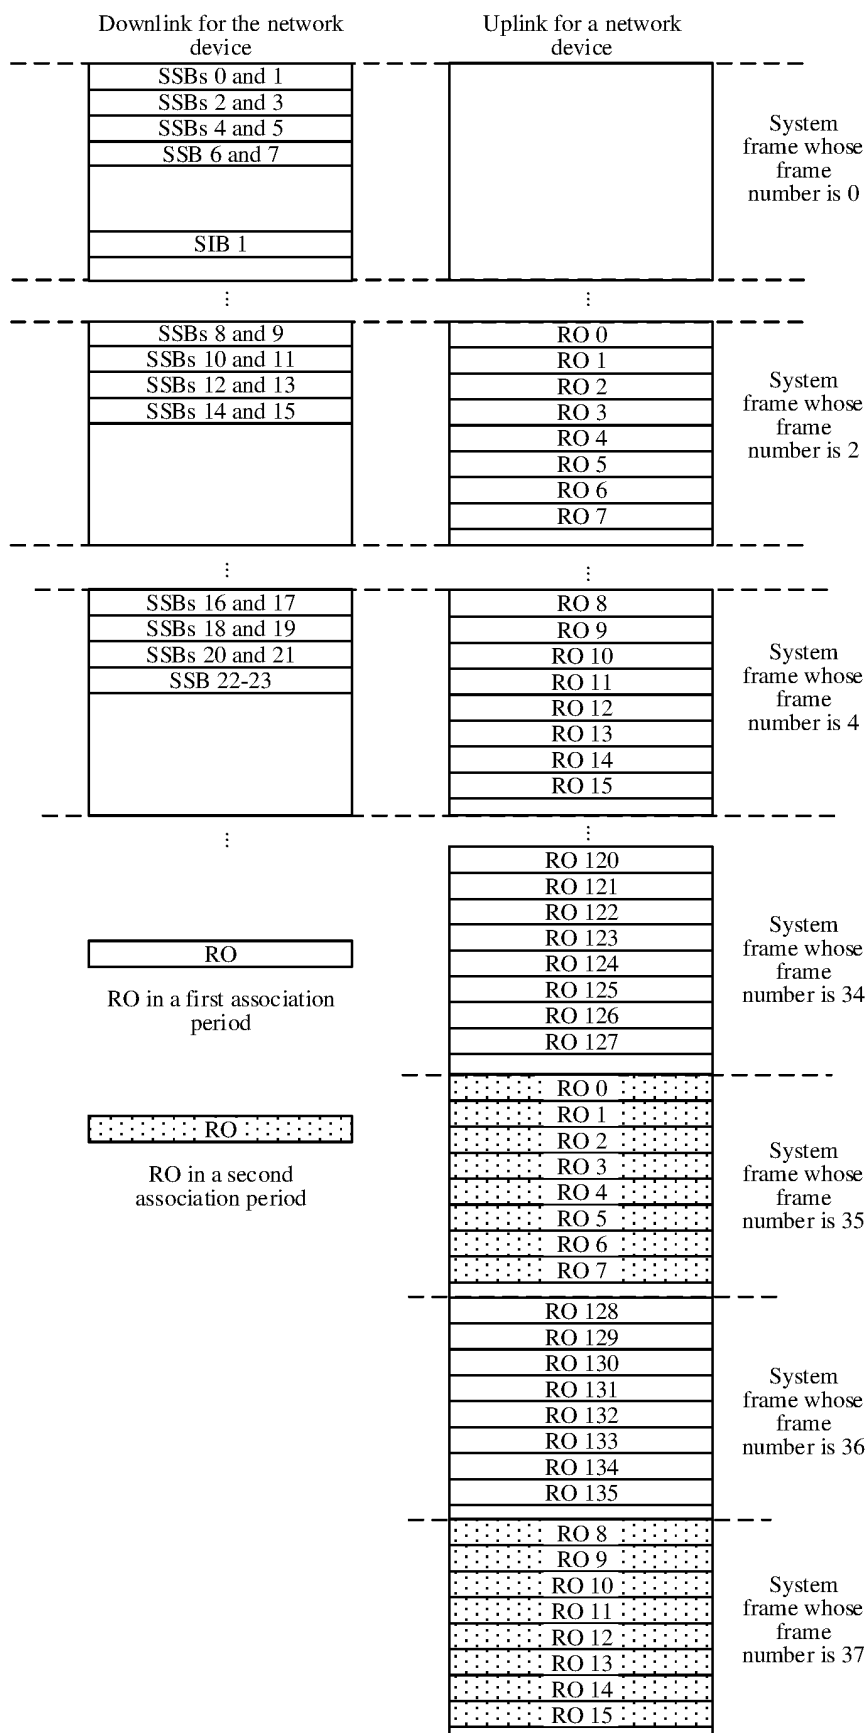 Downlink for the network
device
Uplink for a network
device
SSBs 0 and 1
SSBs 2 and 3
SSBs 4 and 5
SSB 6 and 7
SIB 1
System
frame whose
frame
number is 0
...
...
SSBs 8 and 9
SSBs 10 and 11
SSBs 12 and 13
SSBs 14 and 15
RO 0
RO 1
RO 2
RO 3
RO 4
RO 5
RO 6
RO 7
System
frame whose
frame
number is 2
...
...
SSBs 16 and 17
SSBs 18 and 19
SSBs 20 and 21
SSB 22-23
RO 8
RO 9
RO 10
RO 11
RO 12
RO 13
RO 14
RO 15
System
frame whose
frame
number is 4
...
...
RO 120
RO 121
RO 122
RO 123
RO 124
RO 125
RO 126
RO 127
System
frame whose
frame
number is 34
RO
RO in a first association
period
RO
RO in a second
association period
RO 0
RO 1
RO 2
RO 3
RO 4
RO 5
RO 6
RO 7
System
frame whose
frame
number is 35
RO 128
RO 129
RO 130
RO 131
RO 132
RO 133
RO 134
RO 135
System
frame whose
frame
number is 36
RO 8
RO 9
RO 10
RO 11
RO 12
RO 13
RO 14
RO 15
System
frame whose
frame
number is 37